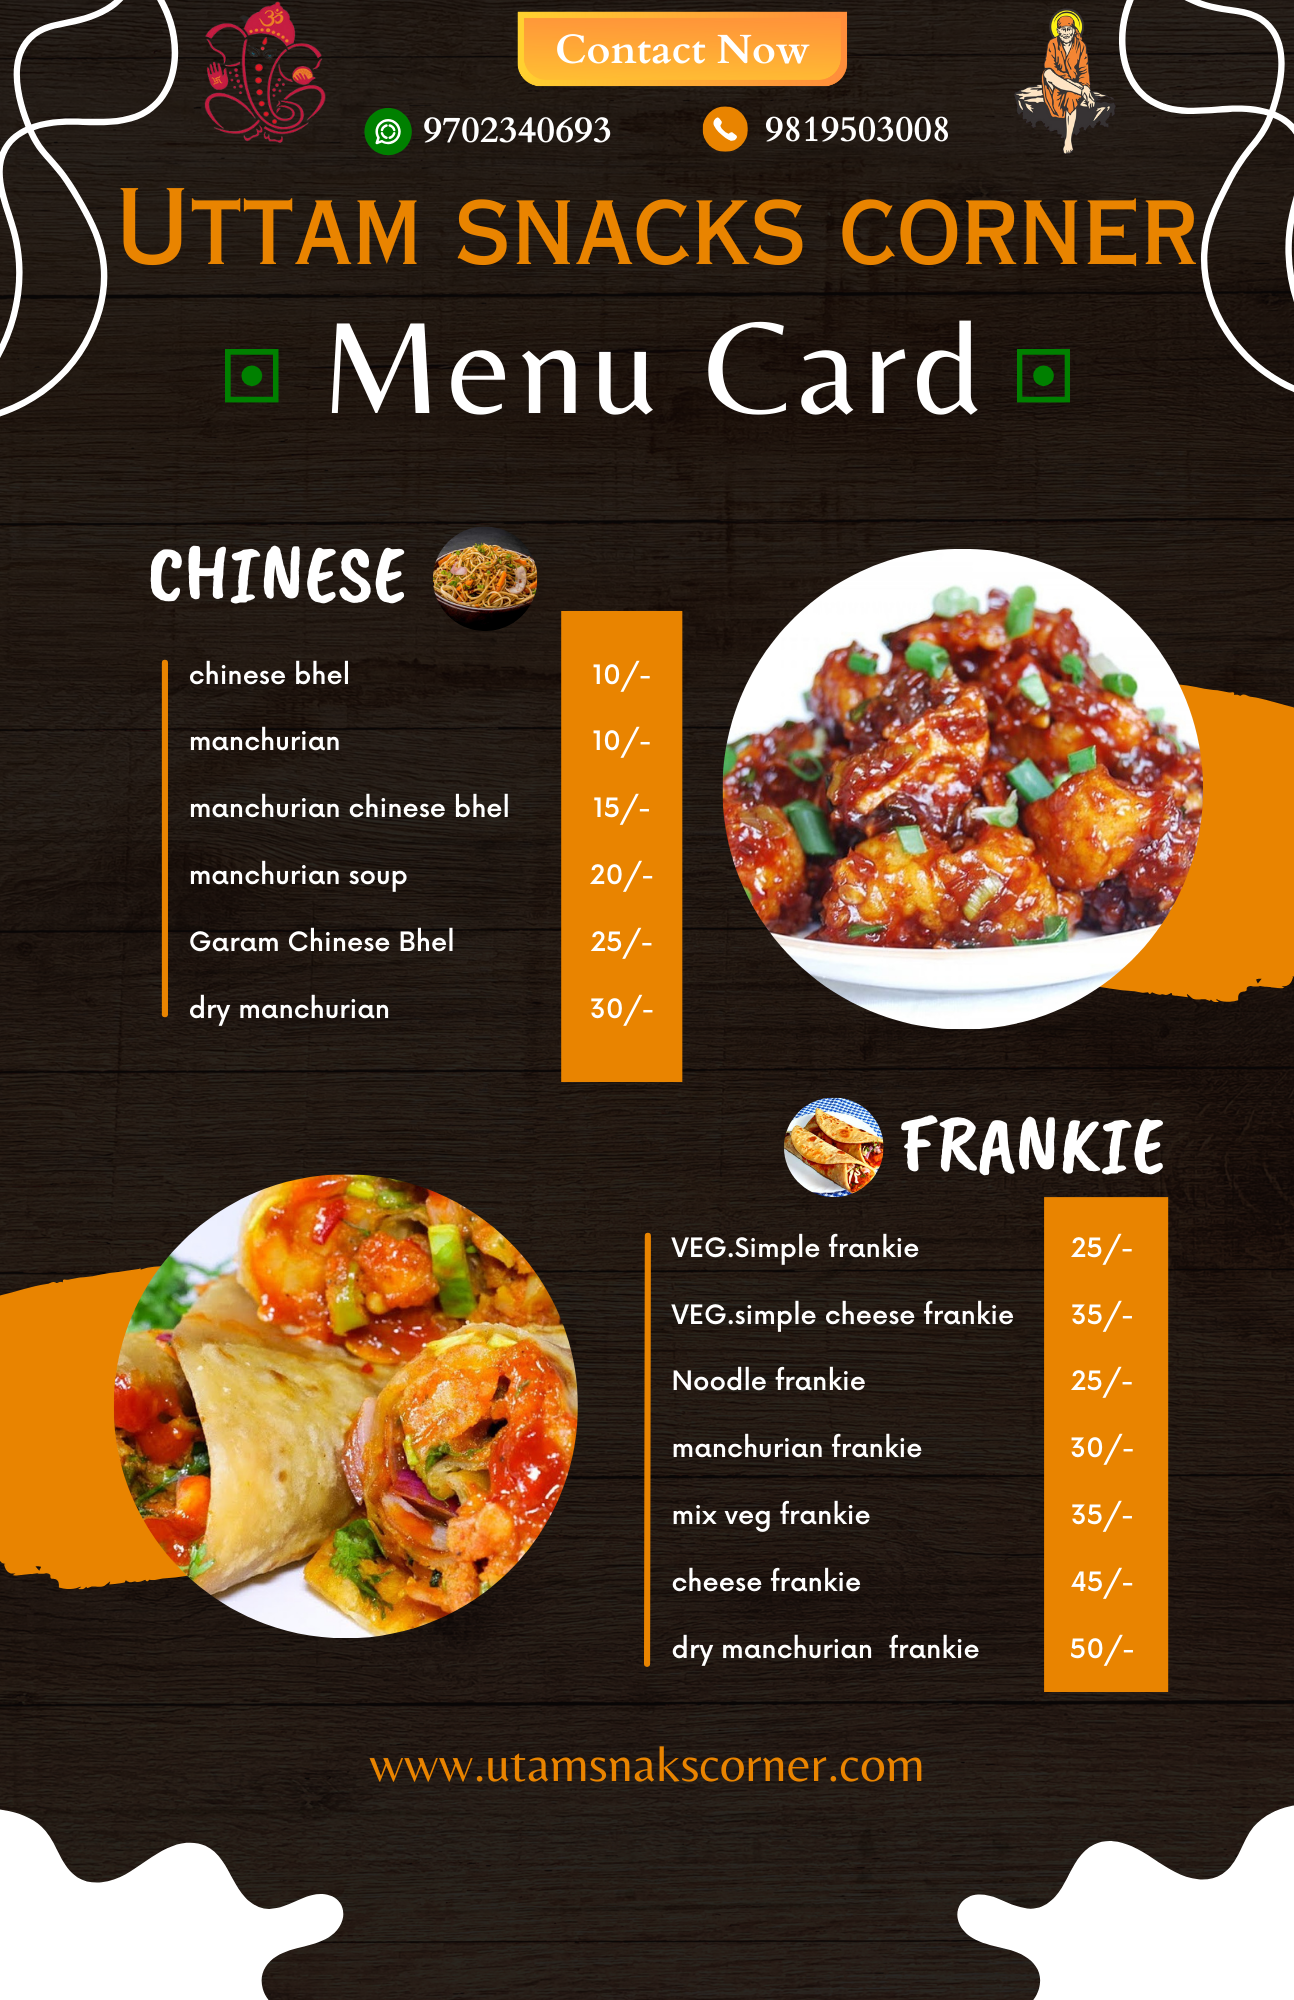 Contact Now
9702340693 9819503008
UTTAM SNACKS CORNER
Menu Card
CHINESE
chinese bhel 10/-
manchurian 10/-
manchurian chinese bhel 15/-
manchurian soup 20/-
Garam Chinese Bhel 25/-
dry manchurian 30/-
FRANKIE
VEG.Simple frankie 25/-
VEG.simple cheese frankie 35/-
Noodle frankie 25/-
manchurian frankie 30/-
mix veg frankie 35/-
cheese frankie 45/-
dry manchurian  frankie 50/-
www.utamsnakscorner.com